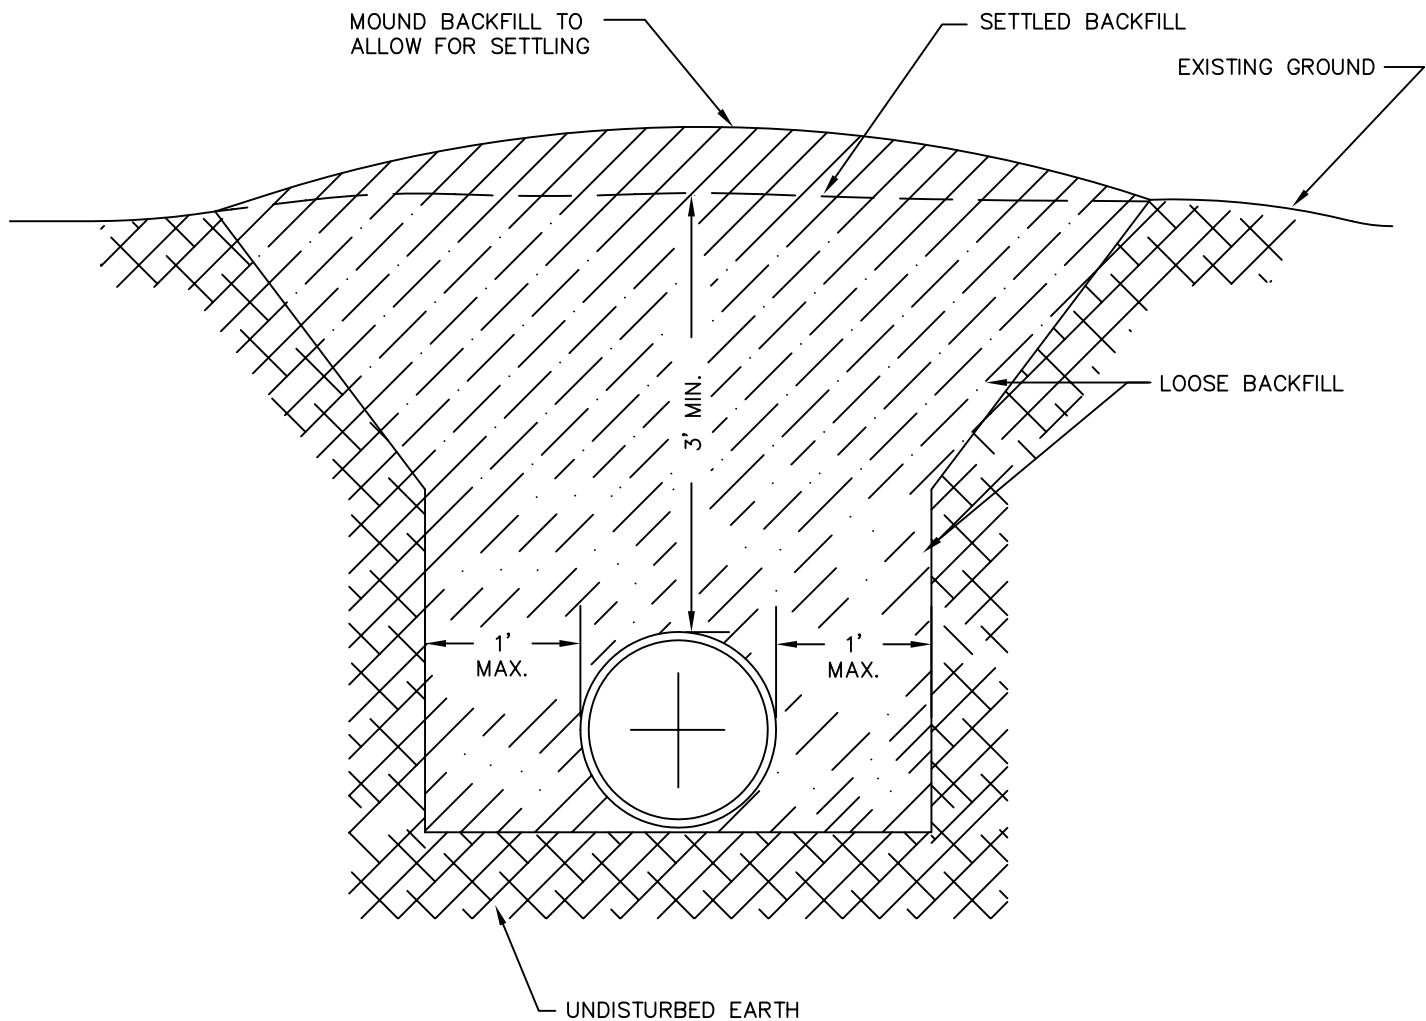 MOUND BACKFILL TO
ALLOW FOR SETTLING
SETTLED BACKFILL
EXISTING GROUND
3' MIN.
LOOSE BACKFILL
1'
MAX.
1'
MAX.
UNDISTURBED EARTH